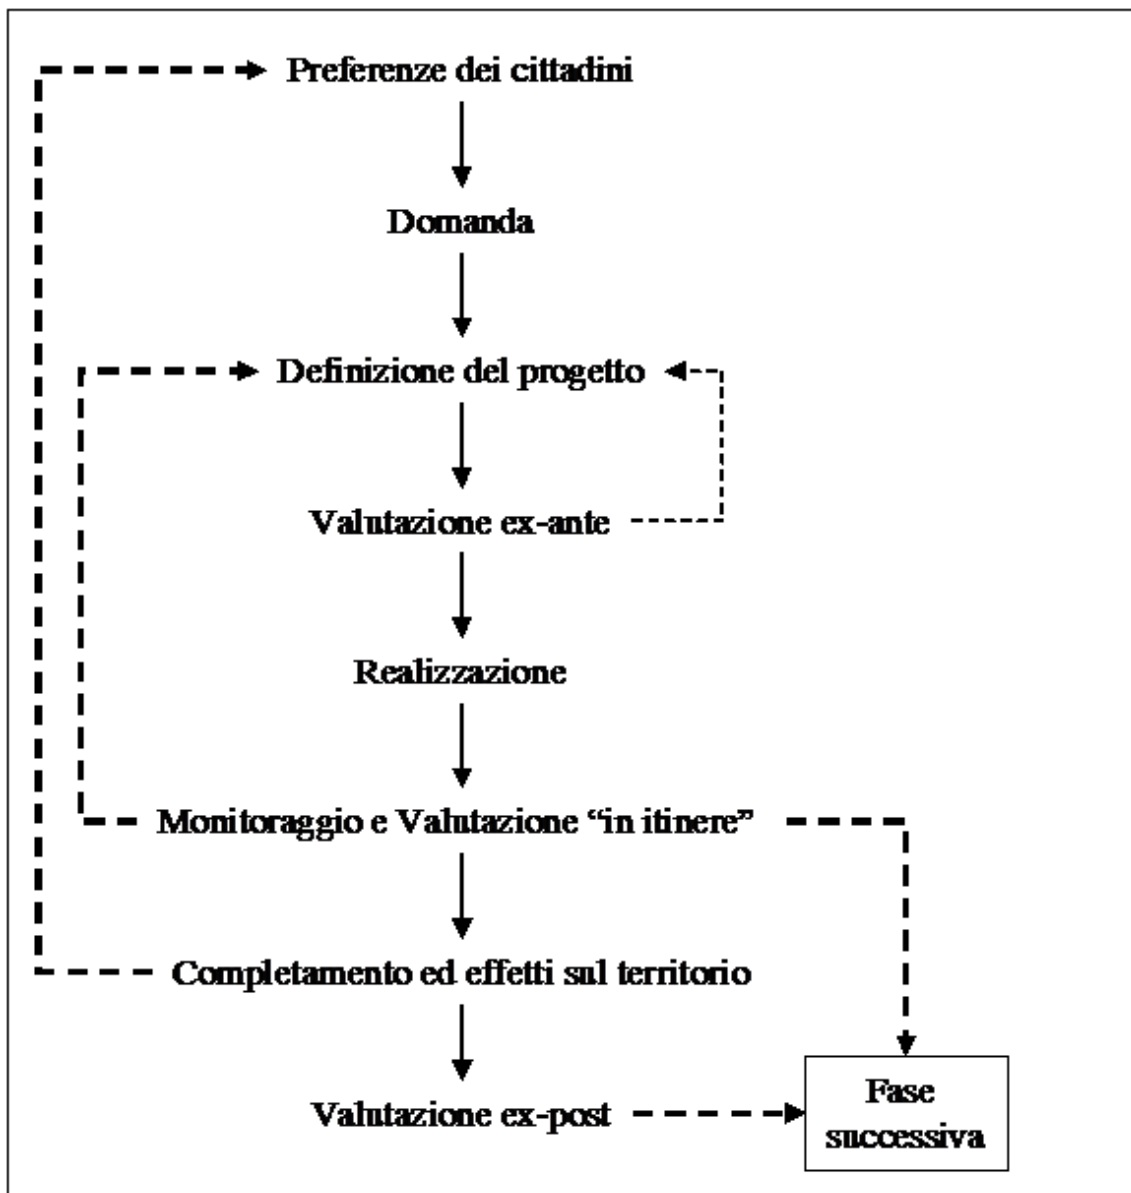 Preferenze dei cittadini
Domanda
Definizione del progetto
Valutazione ex-ante
Realizzazione
Monitoraggio e Valutazione “in itinere”
Completamento ed effetti sul territorio
Valutazione ex-post
Fase
successiva